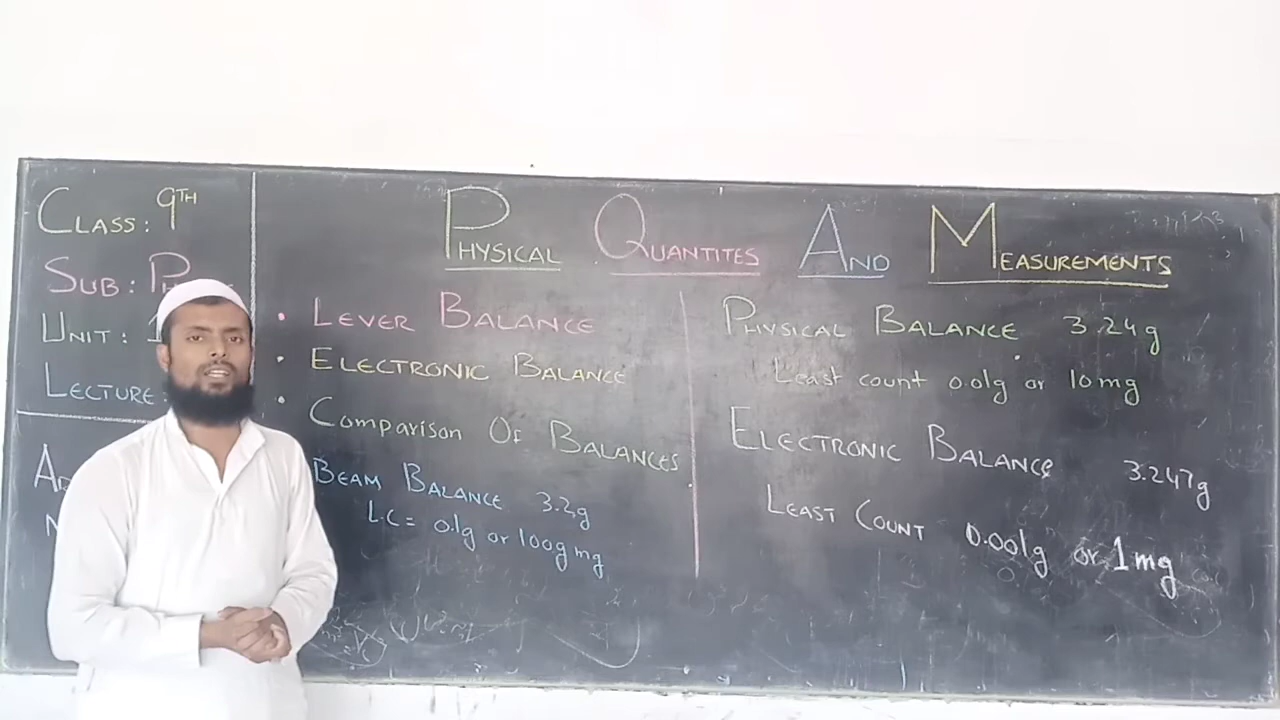 CLASS: 9TH
SUB: PH
UNIT: 1
LECTURE:
PHYSICAL QUANTITES AND MEASUREMENTS
• LEVER BALANCE
• ELECTRONIC BALANCE
• COMPARISON OF BALANCES
BEAM BALANCE 3.2g
L.C = 0.1g or 100g mg
PHYSICAL BALANCE 3.24g
Least count 0.01g or 10mg
ELECTRONIC BALANCE 3.247g
LEAST COUNT 0.001g or 1mg